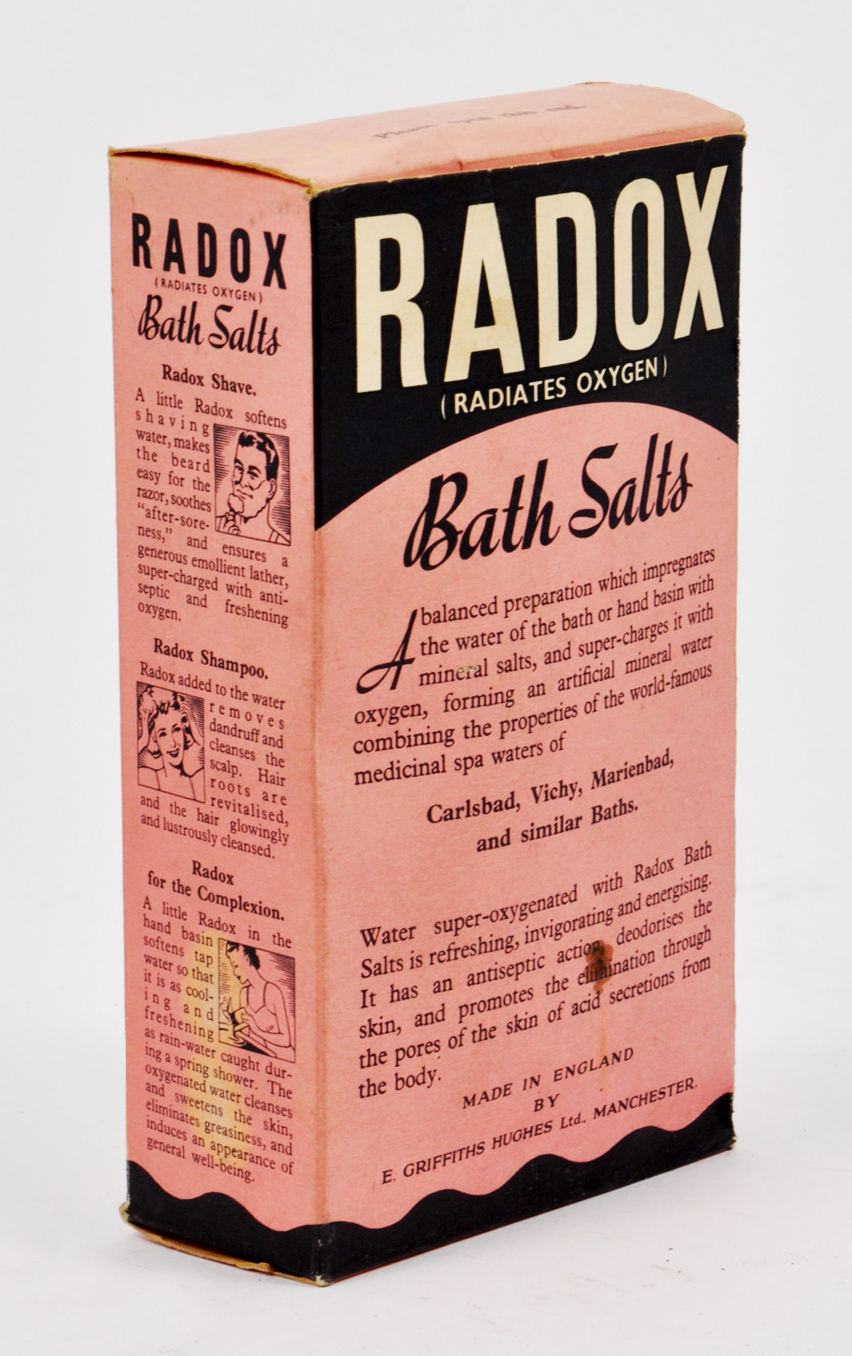 RADOX
(RADIATES OXYGEN)
Bath Salts
Radox Shave.
A little Radox softens
shaving
water, makes
the beard
easy for the
razor, soothes
“after-sore-
ness,” and ensures a
generous emollient lather,
super-charged with anti-
septic and freshening
oxygen.
Radox Shampoo.
Radox added to the water
removes
dandruff and
cleanses the
scalp. Hair
roots are
revitalised,
and the hair glowingly
and lustrously cleansed.
Radox
for the Complexion.
A little Radox in the
hand basin
softens tap
water so that
it is as cool-
ing and
freshening
as rain-water caught dur-
ing a spring shower. The
oxygenated water cleanses
and sweetens the skin,
eliminates greasiness, and
induces an appearance of
general well-being.
RADOX
(RADIATES OXYGEN)
Bath Salts
A balanced preparation which impregnates
the water of the bath or hand basin with
mineral salts, and super-charges it with
oxygen, forming an artificial mineral water
combining the properties of the world-famous
medicinal spa waters of
Carlsbad, Vichy, Marienbad,
and similar Baths.
Water super-oxygenated with Radox Bath
Salts is refreshing, invigorating and energising.
It has an antiseptic action, deodorises the
skin, and promotes the elimination through
the pores of the skin of acid secretions from
the body.
MADE IN ENGLAND
BY
E. GRIFFITHS HUGHES Ltd., MANCHESTER.